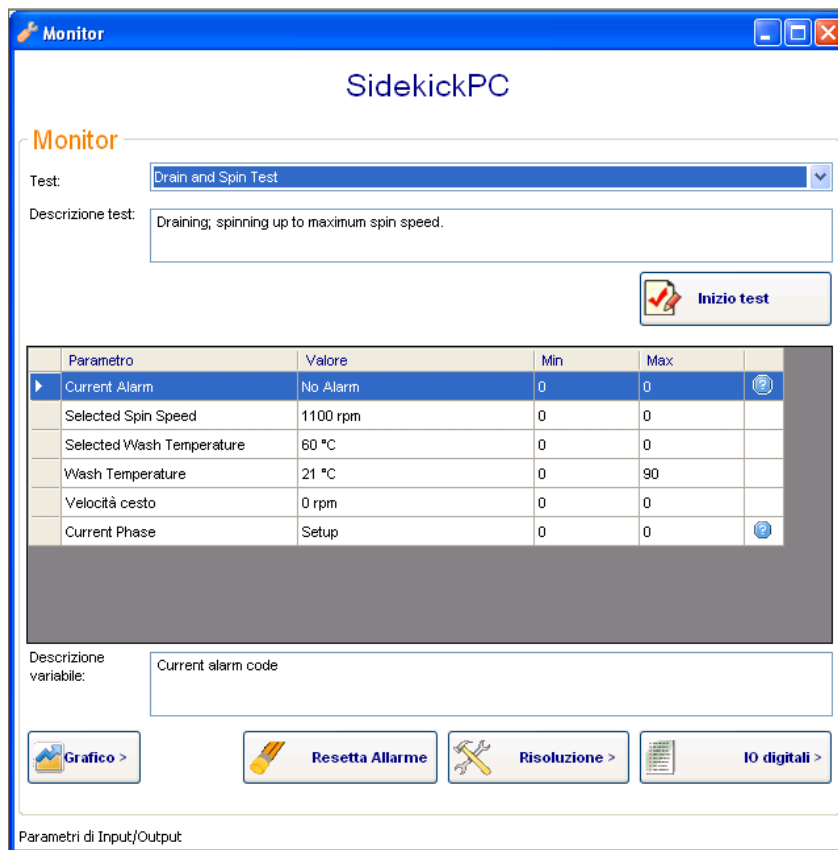 Monitor
SidekickPC
Monitor
Test: Drain and Spin Test
Descrizione test: Draining; spinning up to maximum spin speed.
Inizio test
Parametro Valore Min Max
Current Alarm No Alarm 0 0
Selected Spin Speed 1100 rpm 0 0
Selected Wash Temperature 60 °C 0 0
Wash Temperature 21 °C 0 90
Velocità cesto 0 rpm 0 0
Current Phase Setup 0 0
Descrizione
variabile:
Current alarm code
Grafico > Resetta Allarme Risoluzione > IO digitali >
Parametri di Input/Output